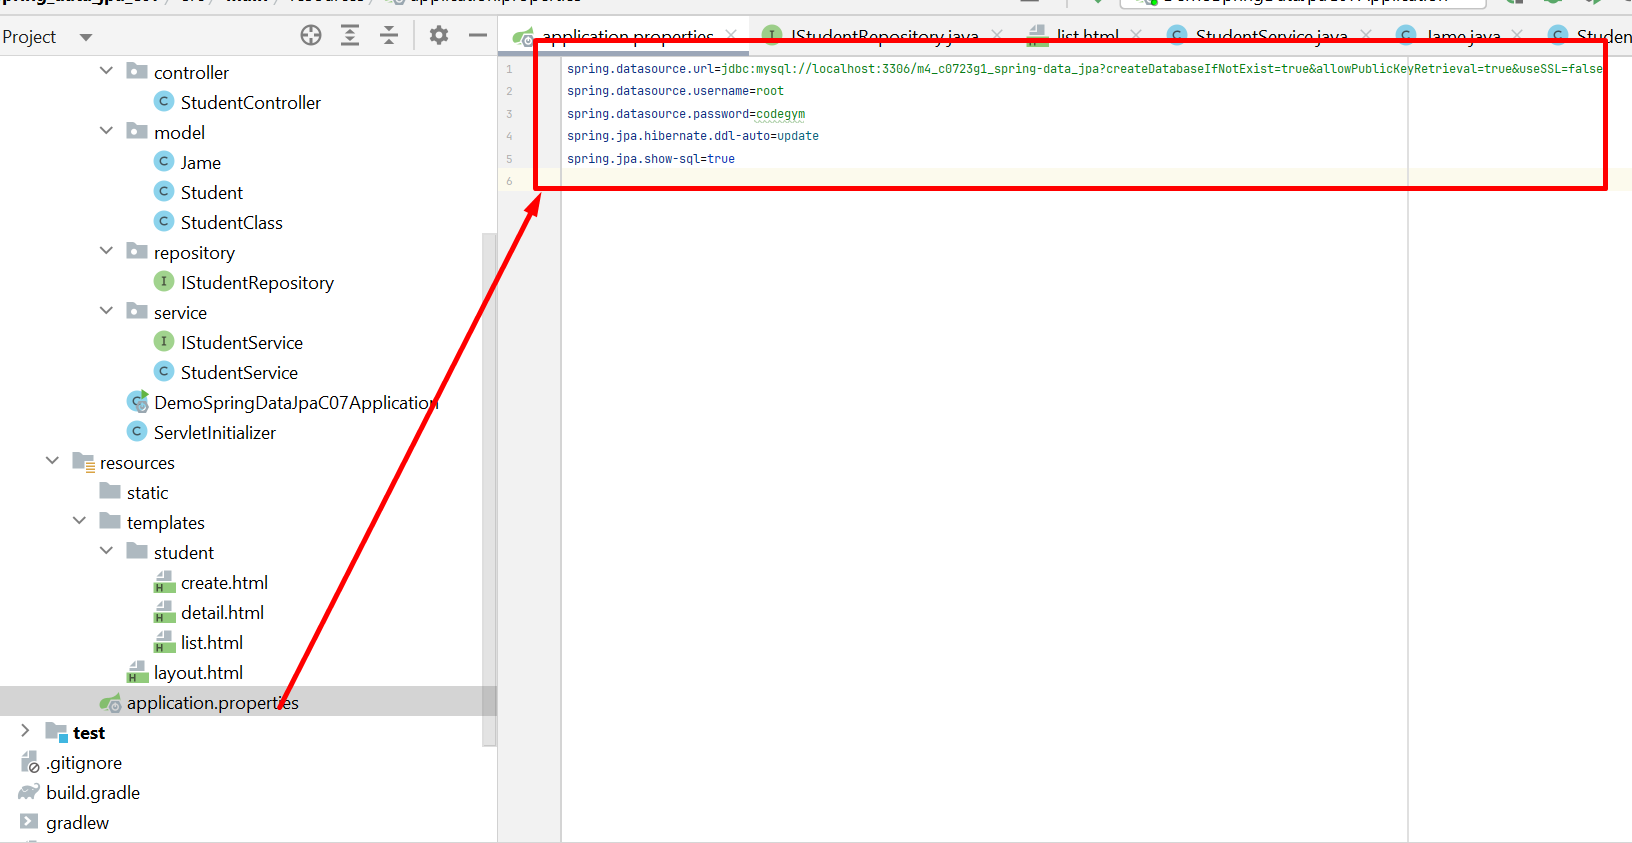 Project
controller
StudentController
model
Jame
Student
StudentClass
repository
IStudentRepository
service
IStudentService
StudentService
DemoSpringDataJpaC07Application
ServletInitializer
resources
static
templates
student
create.html
detail.html
list.html
layout.html
application.properties
test
.gitignore
build.gradle
gradlew
application.properties
IStudentRepository.java
list.html
StudentService.java
Jame.java
1 spring.datasource.url=jdbc:mysql://localhost:3306/m4_c0723g1_spring-data_jpa?createDatabaseIfNotExist=true&allowPublicKeyRetrieval=true&useSSL=false
2 spring.datasource.username=root
3 spring.datasource.password=codegym
4 spring.jpa.hibernate.ddl-auto=update
5 spring.jpa.show-sql=true
6